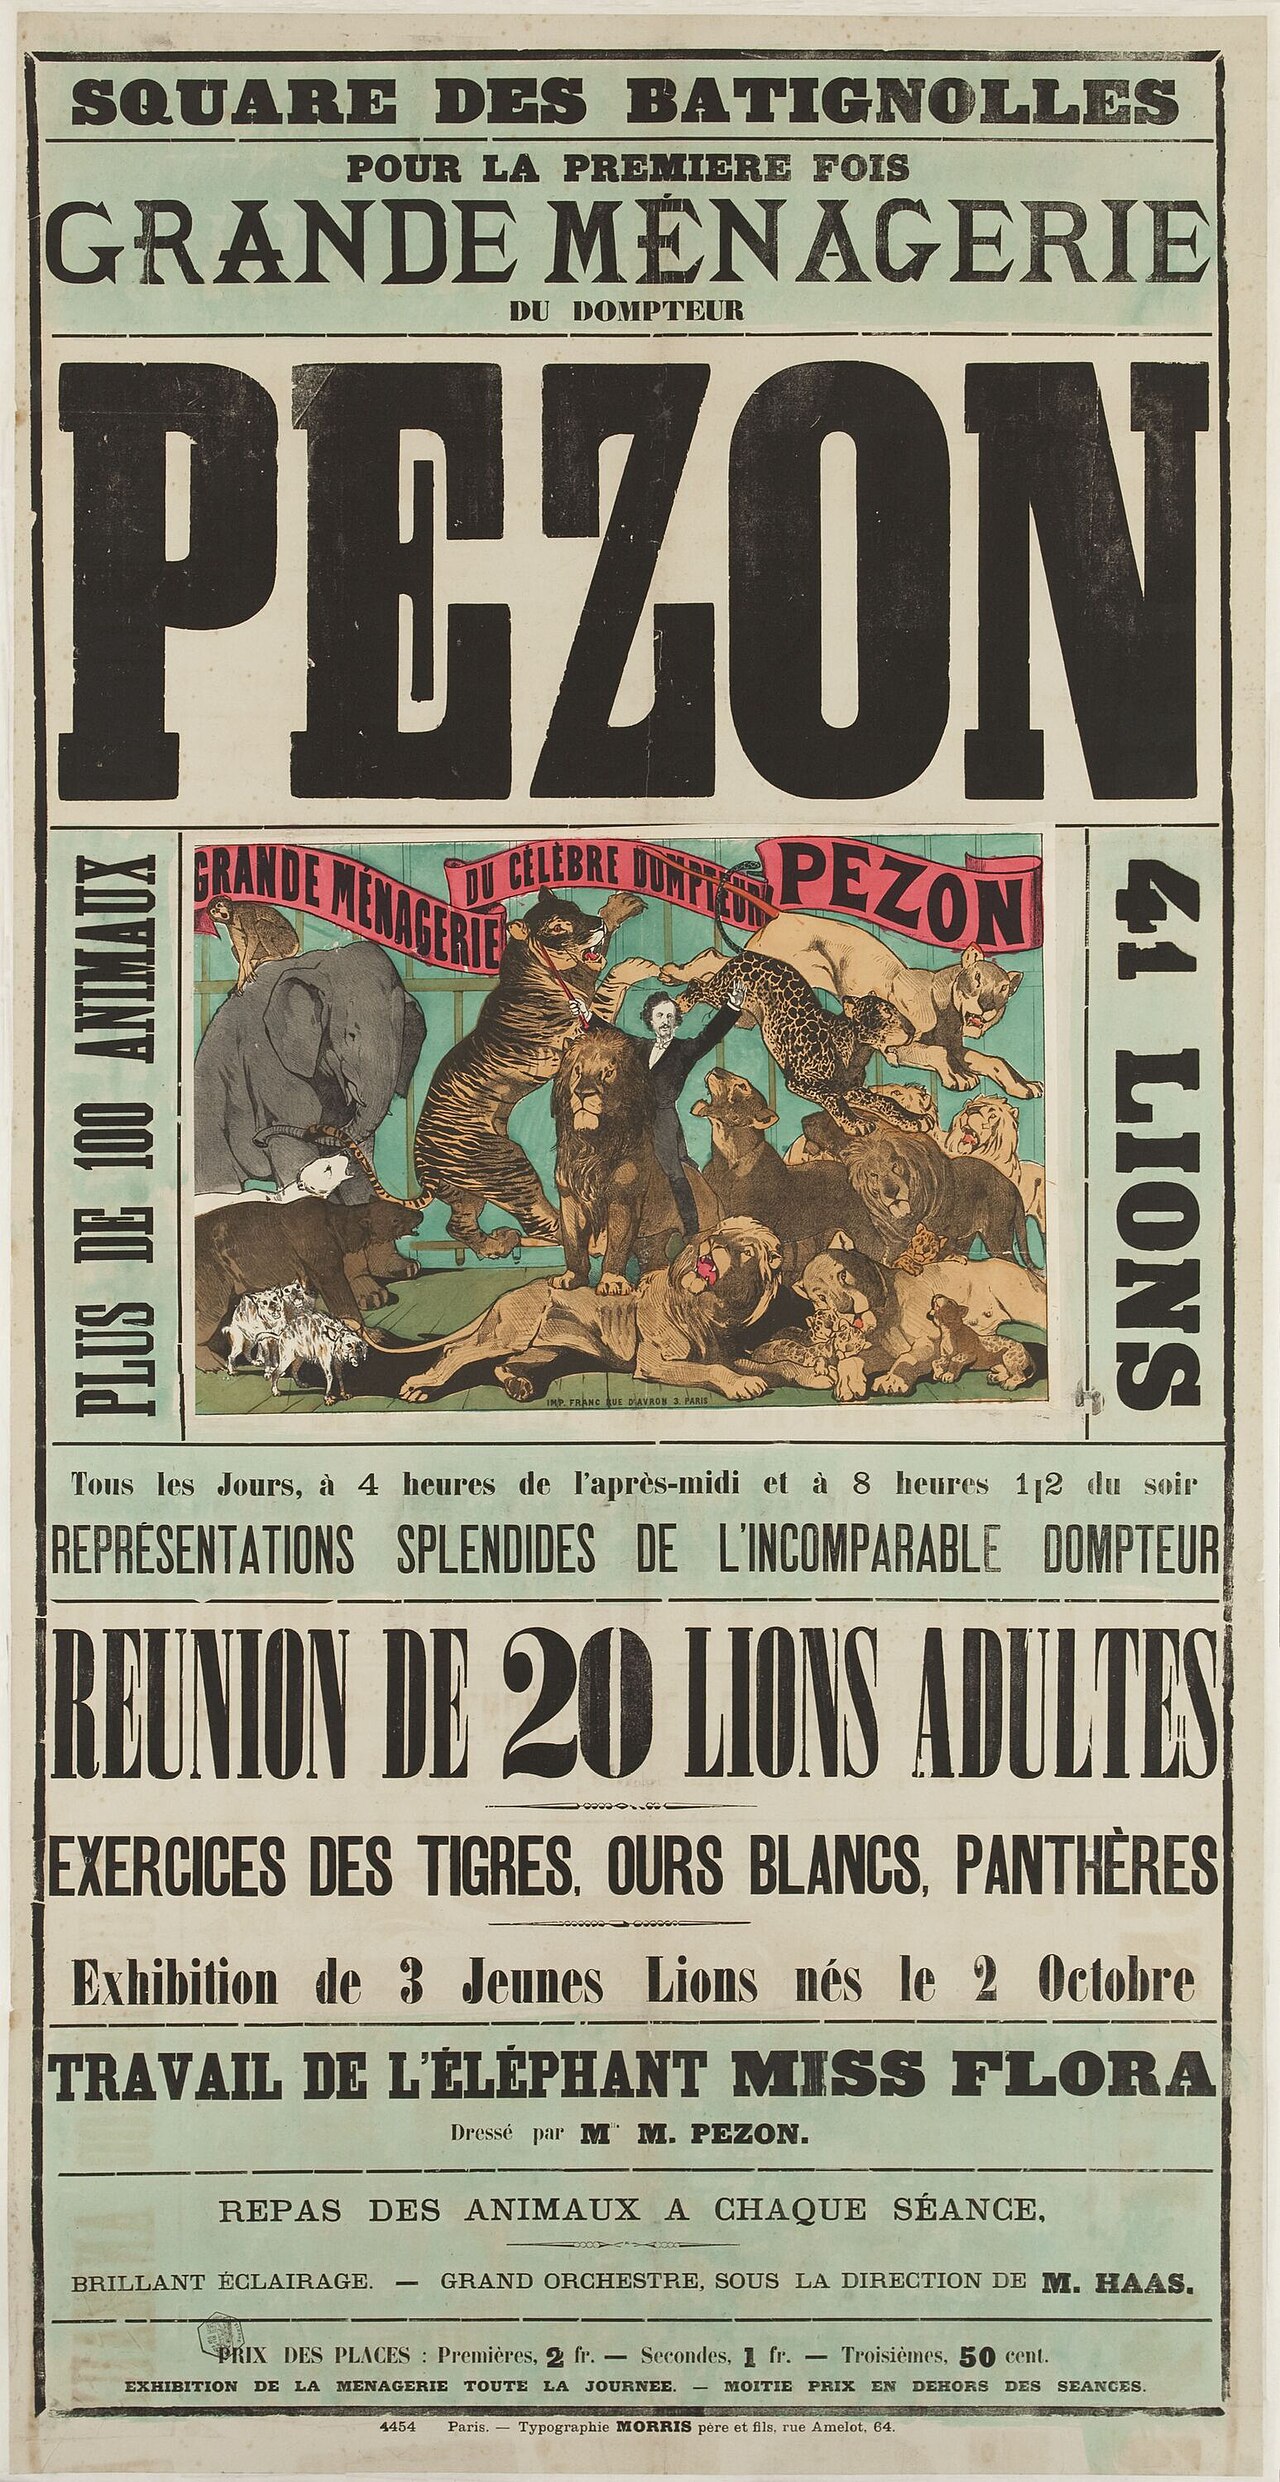 SQUARE DES BATIGNOLLES
POUR LA PREMIERE FOIS
GRANDE MÉNAGERIE
DU DOMPTEUR
PEZON
PLUS DE 100 ANIMAUX
GRANDE MÉNAGERIE DU CÉLÈBRE DOMPTEUR PEZON
IMP. FRANC RUE D'AVRON 3. PARIS
41 LIONS
Tous les Jours, à 4 heures de l'après-midi et à 8 heures 1|2 du soir
REPRÉSENTATIONS SPLENDIDES DE L'INCOMPARABLE DOMPTEUR
REUNION DE 20 LIONS ADULTES
EXERCICES DES TIGRES, OURS BLANCS, PANTHÈRES
Exhibition de 3 Jeunes Lions nés le 2 Octobre
TRAVAIL DE L'ÉLÉPHANT MISS FLORA
Dressé par M. PEZON.
REPAS DES ANIMAUX A CHAQUE SÉANCE,
BRILLANT ÉCLAIRAGE. — GRAND ORCHESTRE, SOUS LA DIRECTION DE M. HAAS.
PRIX DES PLACES : Premières, 2 fr. — Secondes, 1 fr. — Troisièmes, 50 cent.
EXHIBITION DE LA MENAGERIE TOUTE LA JOURNEE. — MOITIE PRIX EN DEHORS DES SEANCES.
4454 Paris. — Typographie MORRIS père et fils, rue Amelot, 64.